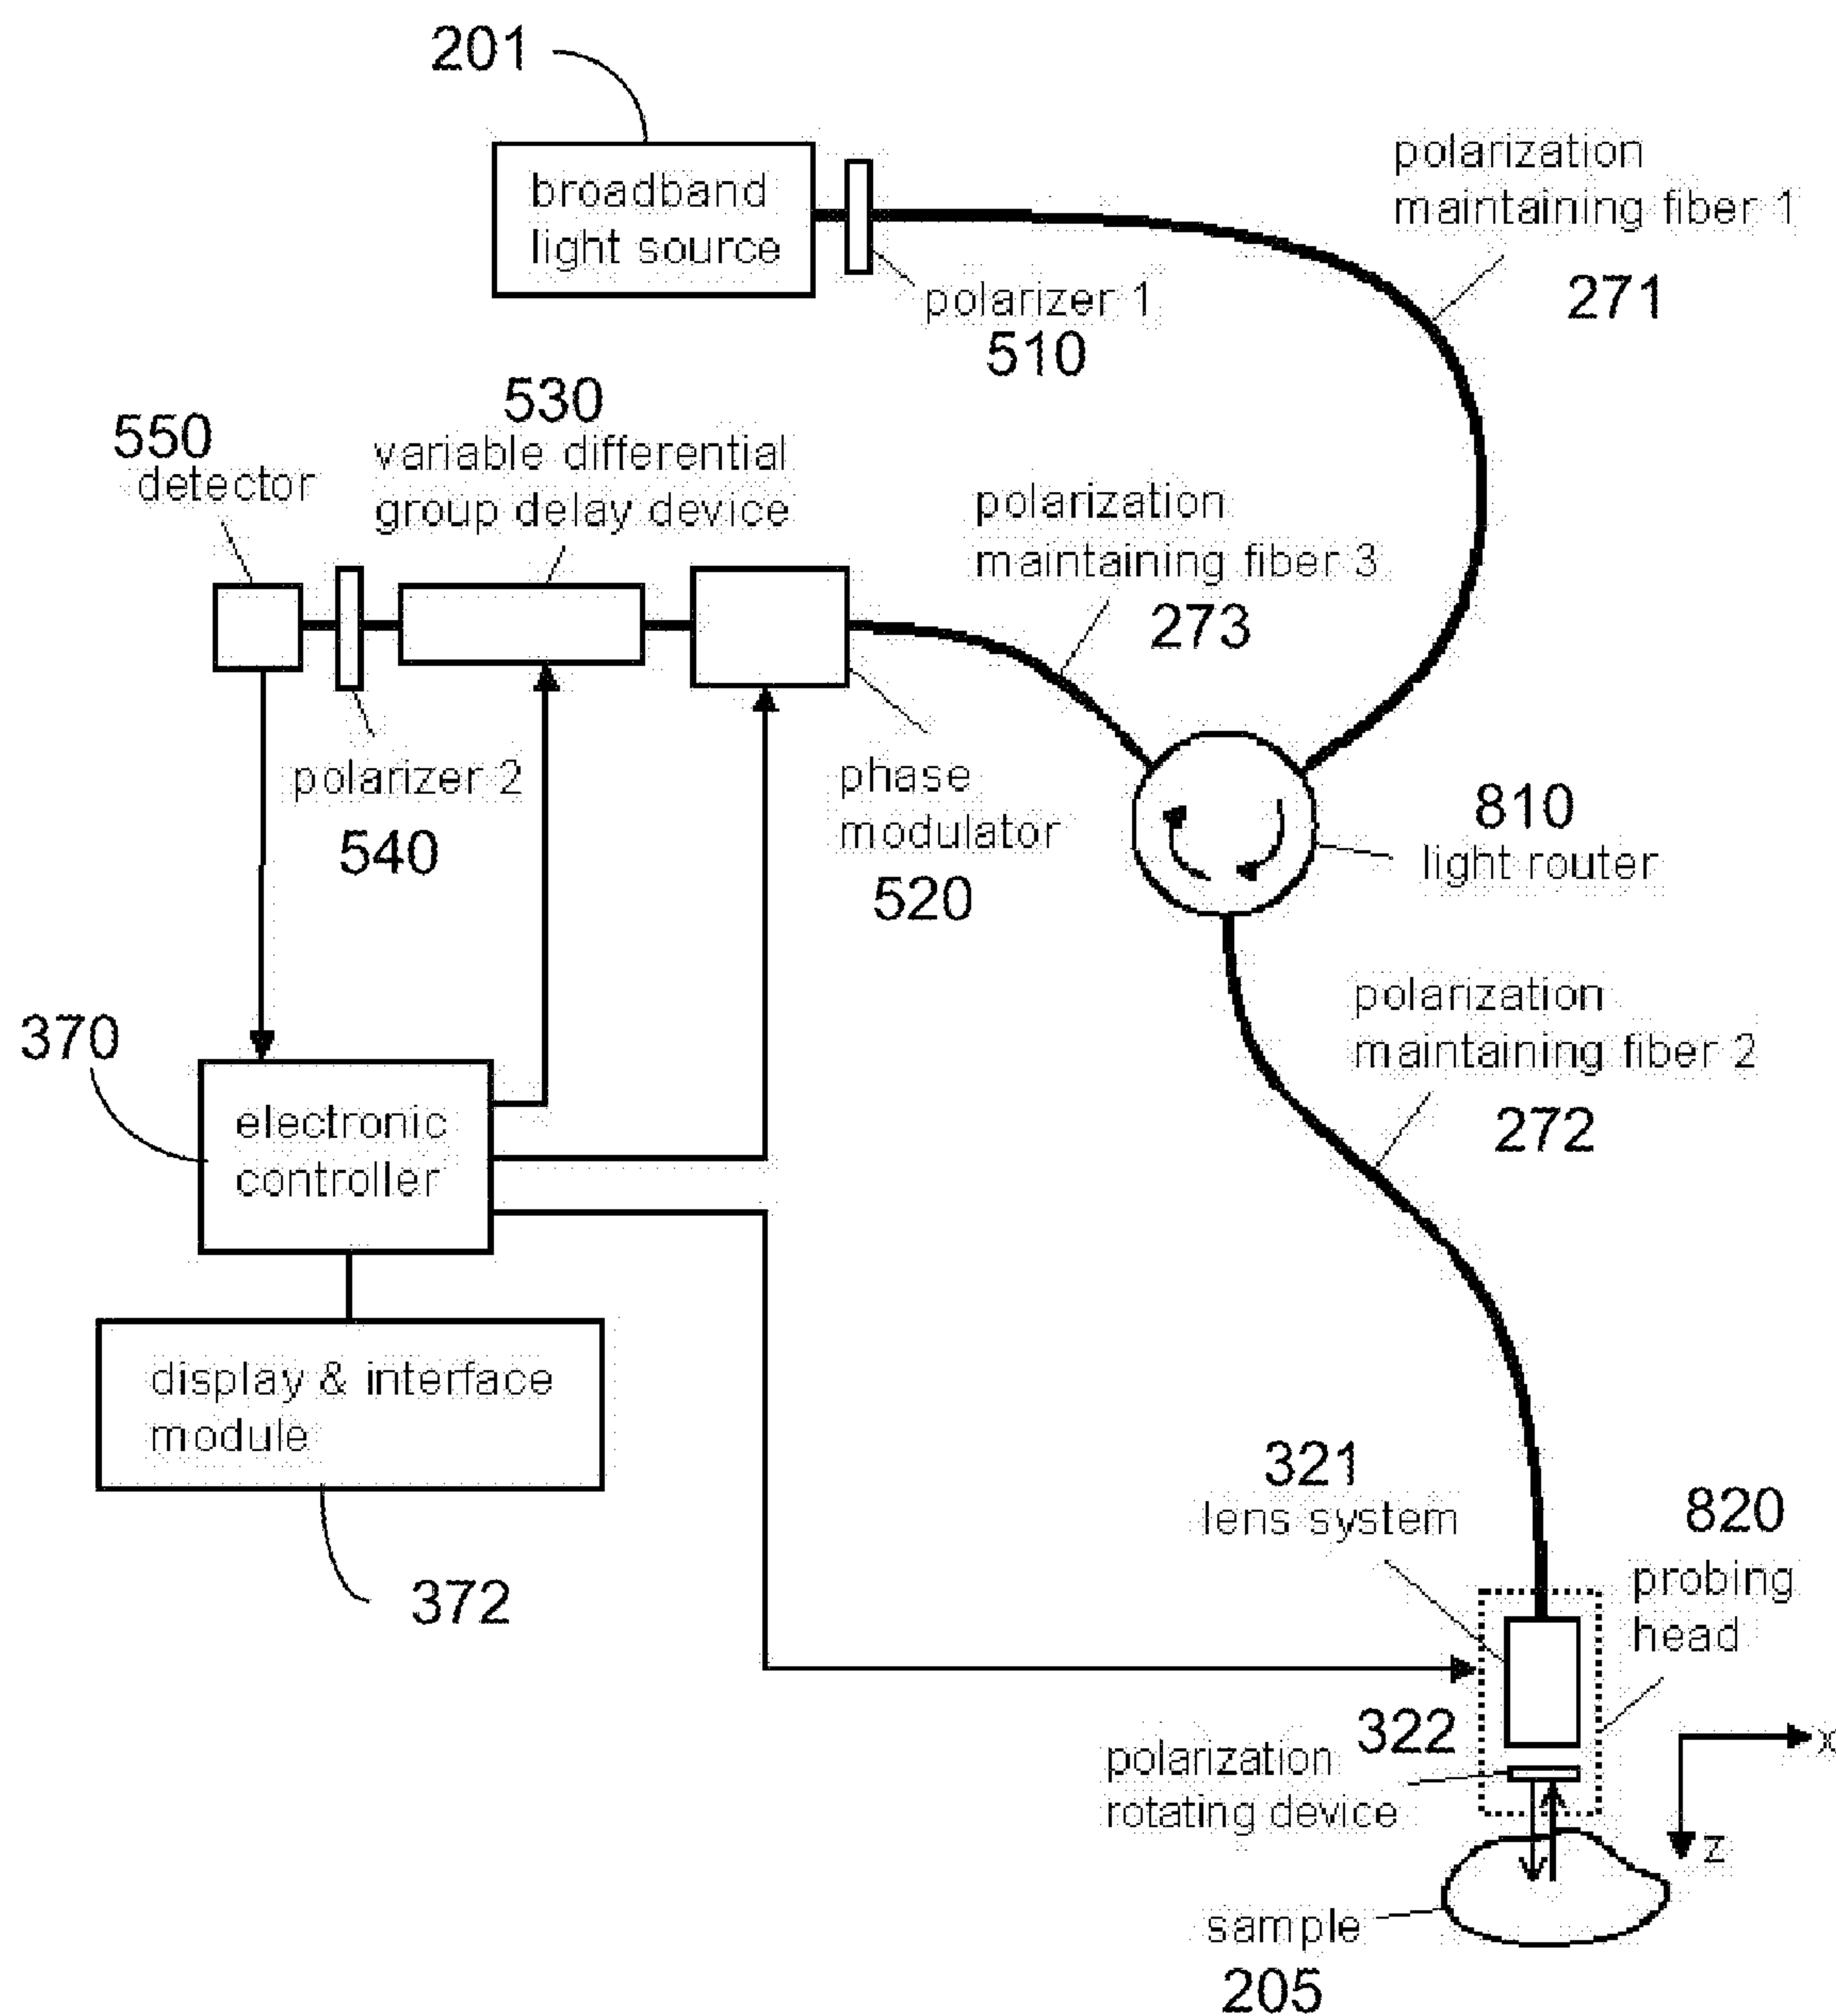 201
broadband
light source
polarizer 1
510
polarization
maintaining fiber 1
271
530
variable differential
group delay device
550
detector
polarization
maintaining fiber 3
273
polarizer 2
540
phase
modulator
520
810
light router
370
electronic
controller
polarization
maintaining fiber 2
272
display & interface
module
372
321
lens system
820
probing
head
322
polarization
rotating device
x
z
sample
205